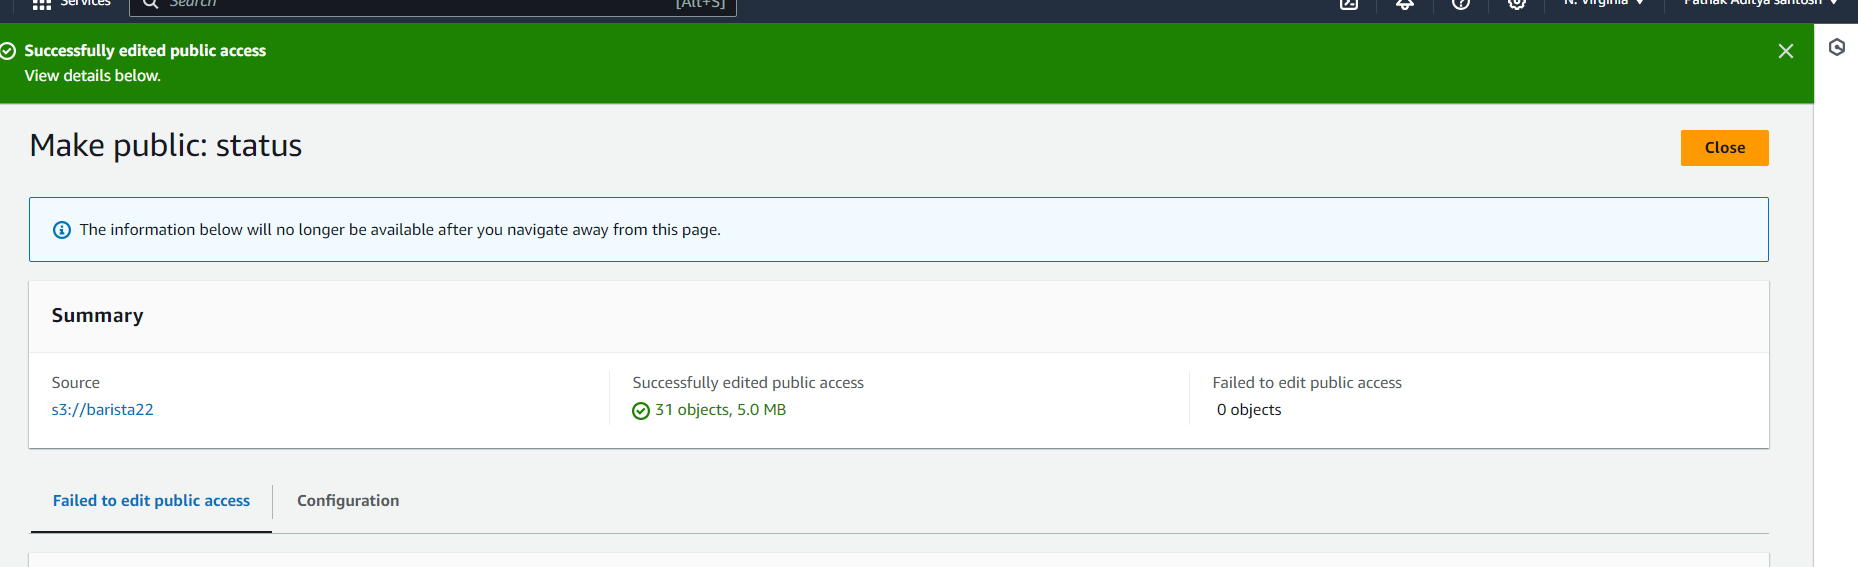 Services
Search
[Alt+S]
N. Virginia
Pathak Aditya santosh
Successfully edited public access
View details below.
Make public: status
Close
The information below will no longer be available after you navigate away from this page.
Summary
Source
s3://barista22
Successfully edited public access
31 objects, 5.0 MB
Failed to edit public access
0 objects
Failed to edit public access
Configuration